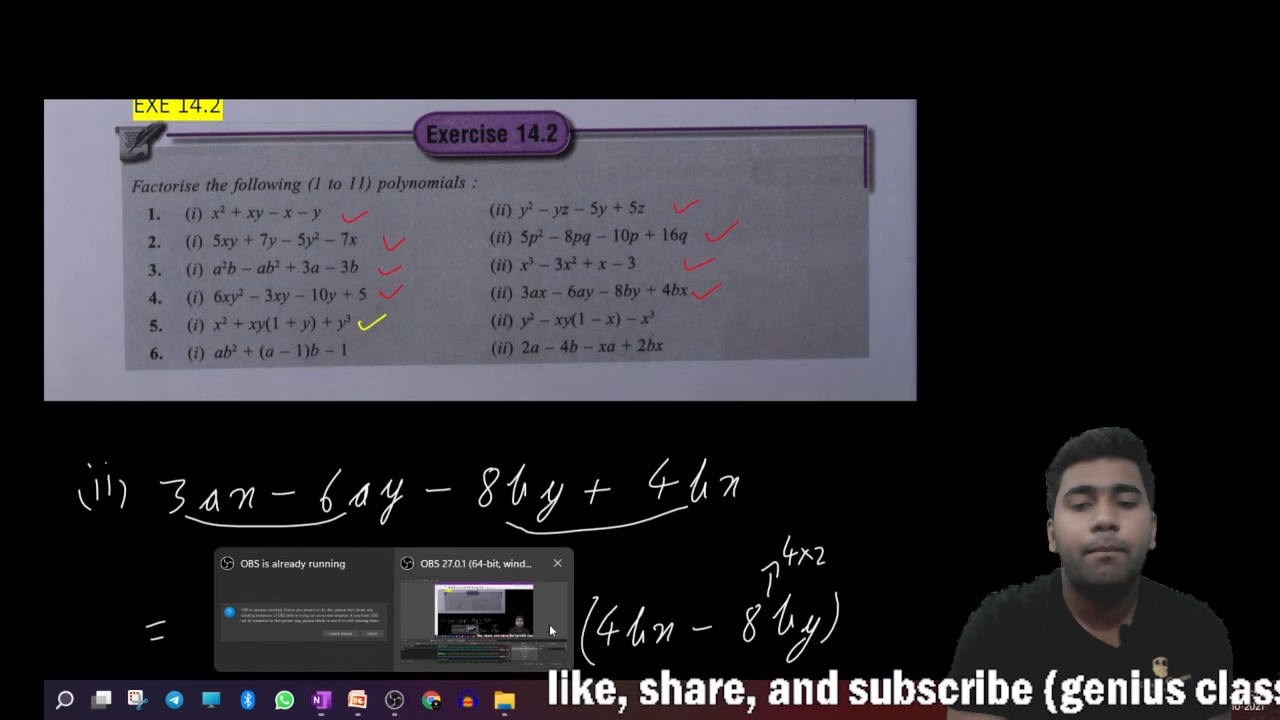 EXE 14.2
Exercise 14.2
Factorise the following (1 to 11) polynomials :
1. (i) x² + xy – x – y (ii) y² – yz – 5y + 5z
2. (i) 5xy + 7y – 5y² – 7x (ii) 5p² – 8pq – 10p + 16q
3. (i) a²b – ab² + 3a – 3b (ii) x³ – 3x² + x – 3
4. (i) 6xy² – 3xy – 10y + 5 (ii) 3ax – 6ay – 8by + 4bx
5. (i) x² + xy(1 + y) + y³ (ii) y² – xy(1 – x) – x³
6. (i) ab² + (a – 1)b – 1 (ii) 2a – 4b – xa + 2bx
(ii) 3ax – 6ay – 8by + 4bx
4x2
OBS is already running OBS 27.0.1 (64-bit, wind...
= (4bx – 8by)
like, share, and subscribe (genius clas